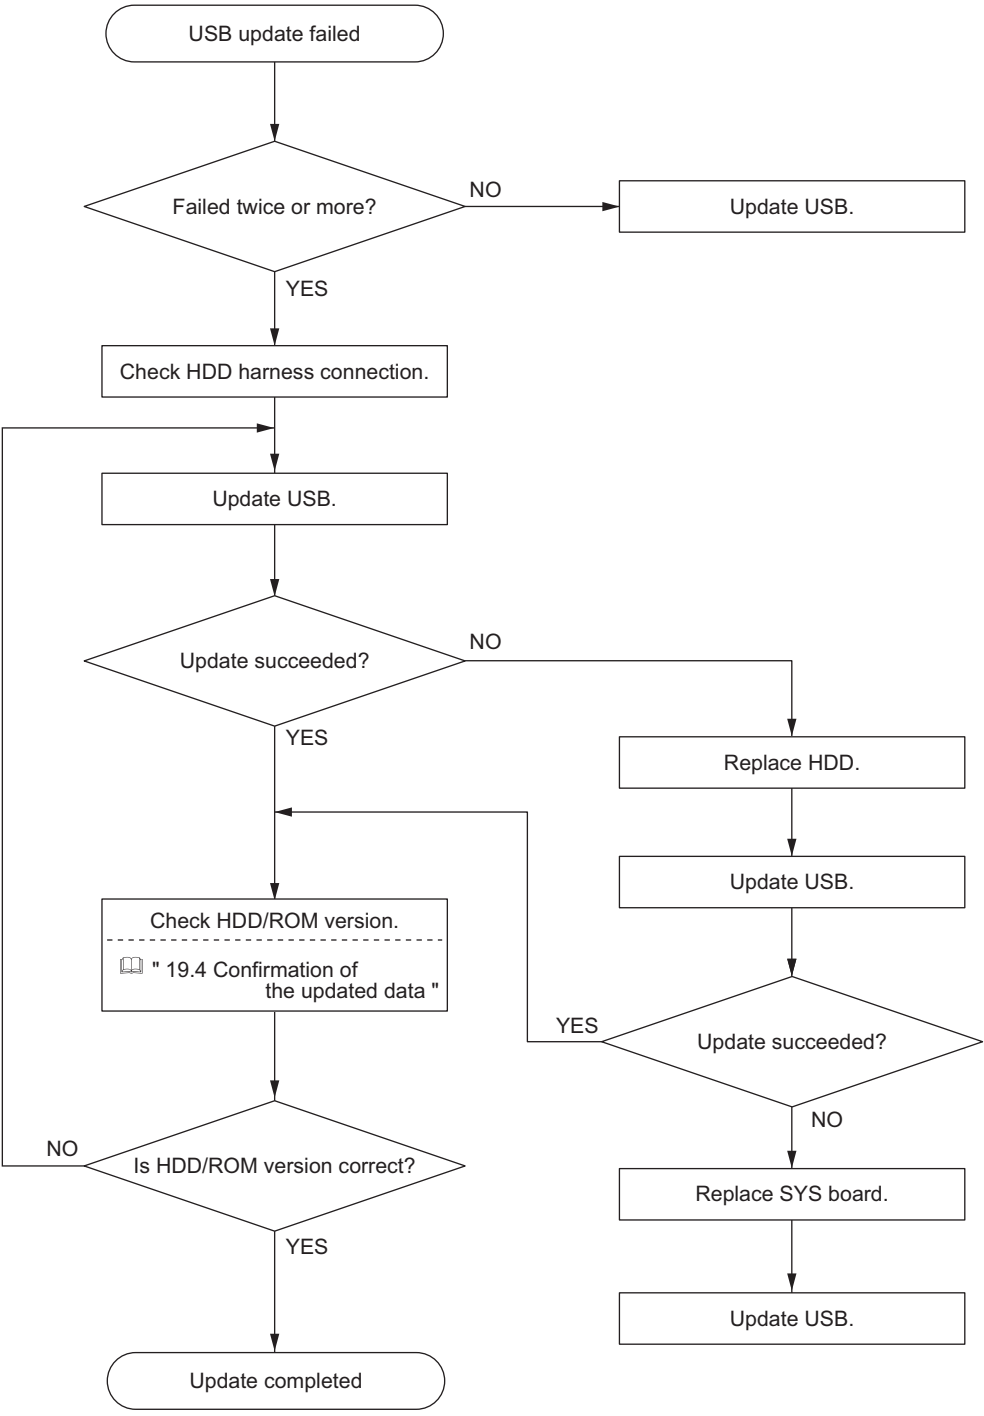 USB update failed
Failed twice or more?
NO
Update USB.
YES
Check HDD harness connection.
Update USB.
Update succeeded?
NO
YES
Replace HDD.
Update USB.
Check HDD/ROM version.
" 19.4 Confirmation of
the updated data "
YES
Update succeeded?
NO
NO
Is HDD/ROM version correct?
Replace SYS board.
YES
Update USB.
Update completed